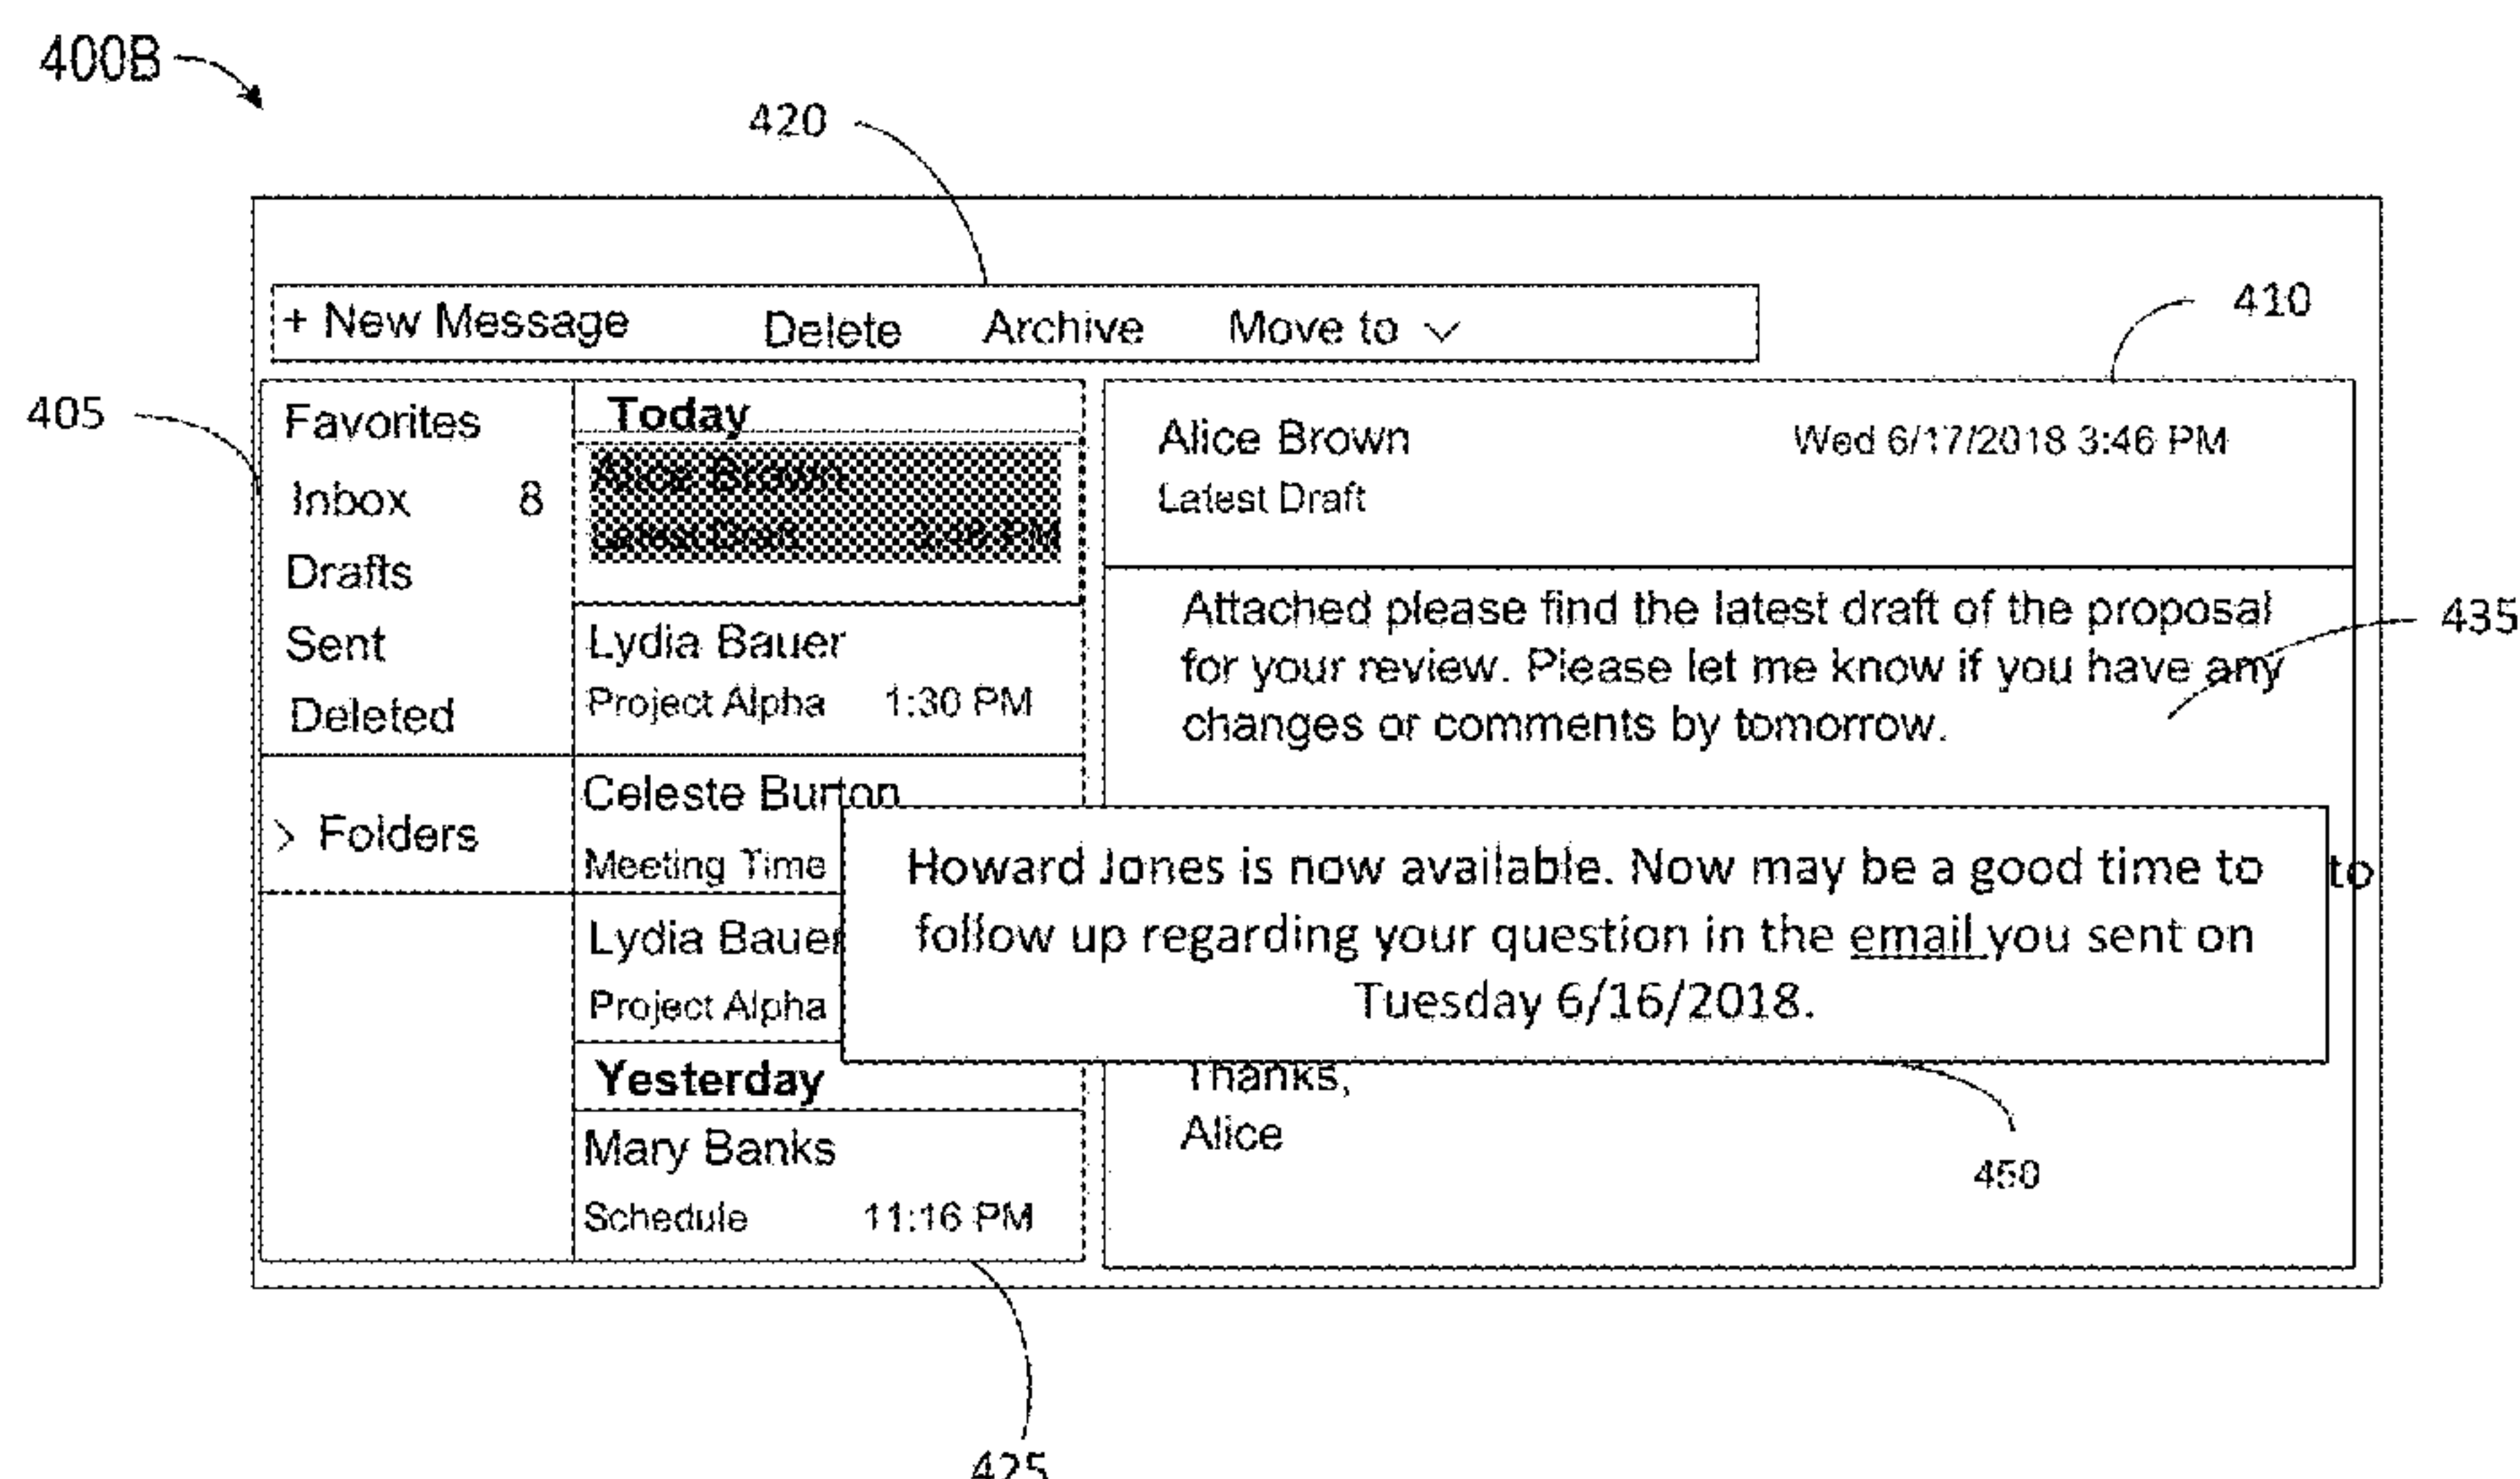 400B
420
+ New Message Delete Archive Move to
410
405
Favorites
Inbox 8
Drafts
Sent
Deleted
> Folders
Today
Alice Brown
Latest Draft PM
Lydia Bauer
Project Alpha 1:30 PM
Celeste Burton
Meeting Time
Lydia Bauer
Project Alpha
Yesterday
Mary Banks
Schedule 11:16 PM
Alice Brown Wed 6/17/2018 3:46 PM
Latest Draft
Attached please find the latest draft of the proposal
for your review. Please let me know if you have any
changes or comments by tomorrow.
435
to
Howard Jones is now available. Now may be a good time to
follow up regarding your question in the email you sent on
Tuesday 6/16/2018.
Thanks,
Alice
450
425